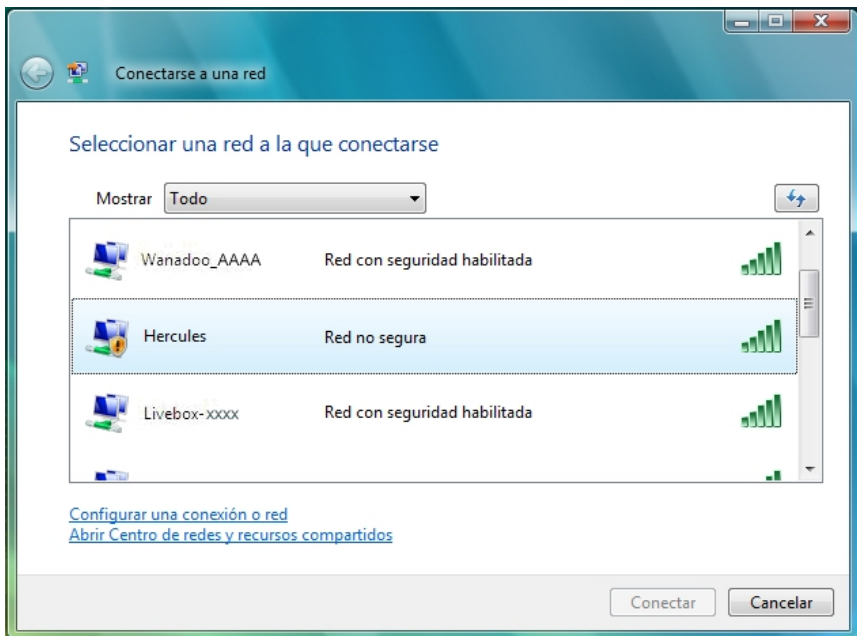 Conectarse a una red
Seleccionar una red a la que conectarse
Mostrar Todo
Wanadoo_AAAA Red con seguridad habilitada
Hercules Red no segura
Livebox-xxxx Red con seguridad habilitada
Configurar una conexión o red
Abrir Centro de redes y recursos compartidos
Conectar Cancelar